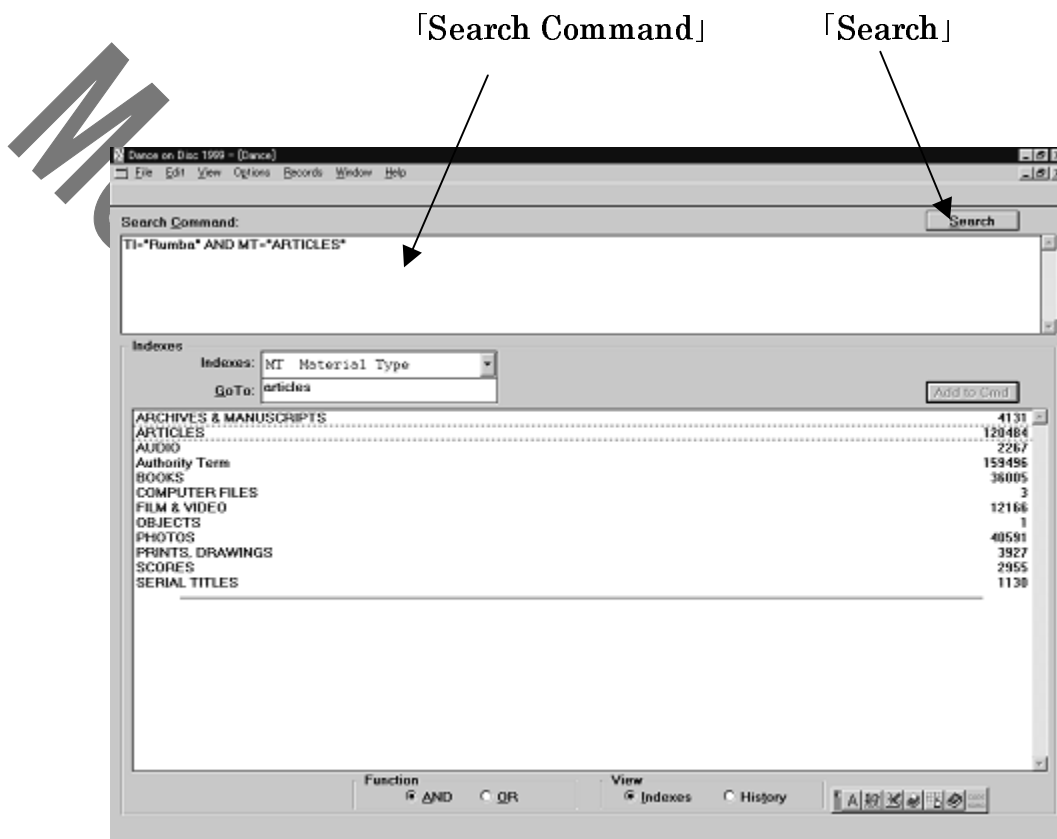 「Search Command」 「Search」
Dance on Disc 1999 - [Dance]
File Edit View Options Records Window Help
Search Command: Search
TI="Rumba" AND MT="ARTICLES"
Indexes
Indexes: MT Material Type
GoTo: articles
Add to Cmd
ARCHIVES & MANUSCRIPTS 4131
ARTICLES 120484
AUDIO 2267
Authority Term 159496
BOOKS 36005
COMPUTER FILES 3
FILM & VIDEO 12166
OBJECTS 1
PHOTOS 40591
PRINTS, DRAWINGS 3927
SCORES 2955
SERIAL TITLES 1130
Function View
AND OR Indexes History